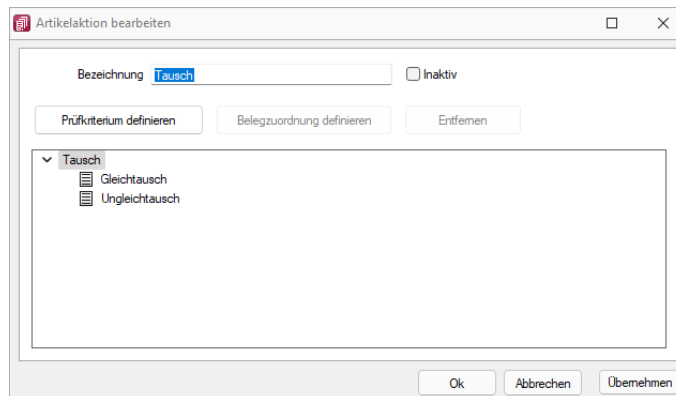 Artikelaktion bearbeiten
Bezeichnung Tausch Inaktiv
Prüfkriterium definieren Belegzuordnung definieren Entfernen
Tausch
Gleichtausch
Ungleichtausch
Ok Abbrechen Übernehmen